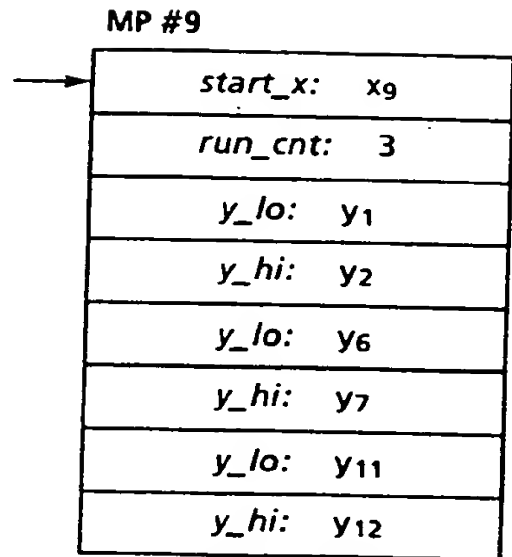 MP #9
start_x: x9
run_cnt: 3
y_lo: y1
y_hi: y2
y_lo: y6
y_hi: y7
y_lo: y11
y_hi: y12